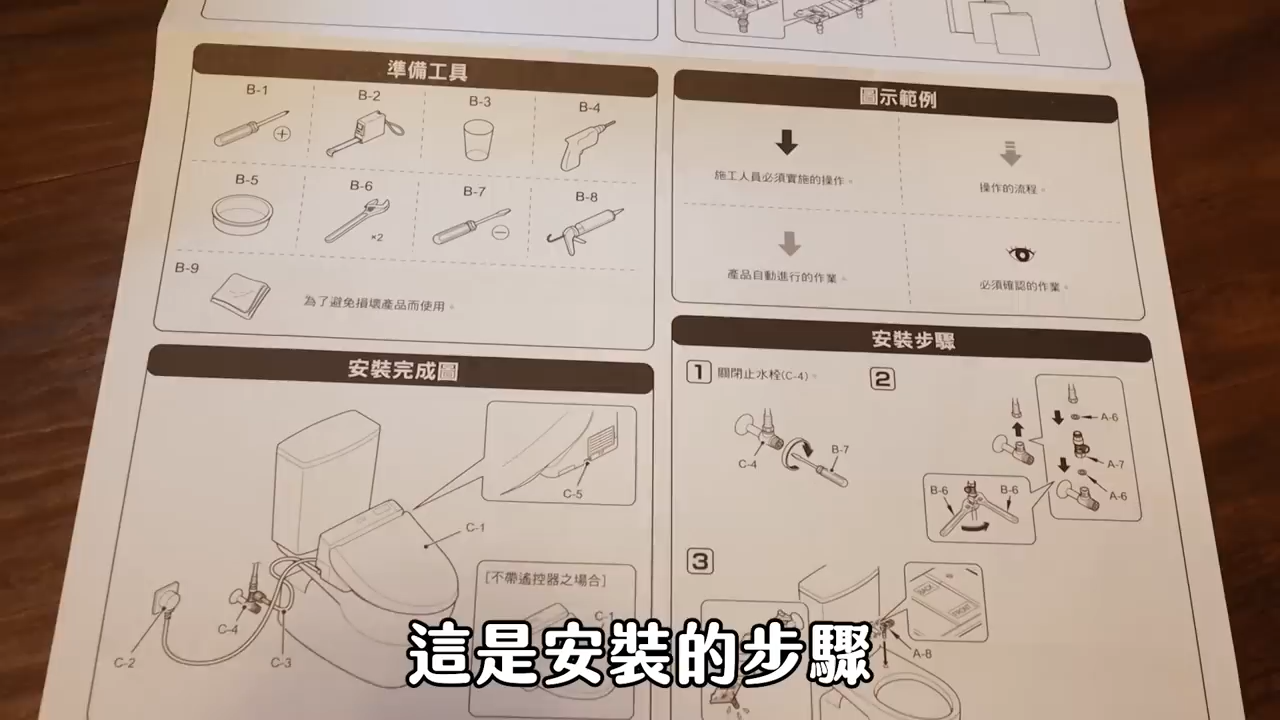 準備工具
B-1
B-2
B-3
B-4
B-5
B-6
×2
B-7
B-8
B-9
為了避免損壞產品而使用。
圖示範例
施工人員必須實施的操作。
操作的流程。
產品自動進行的作業。
必須確認的作業。
安裝完成圖
C-5
C-1
[不帶遙控器之場合]
C-1
C-4
C-2
C-3
安裝步驟
1 關閉止水栓(C-4)。
C-4
B-7
2
A-6
A-7
A-6
B-6
B-6
3
BACK
FRONT
A-8
這是安裝的步驟